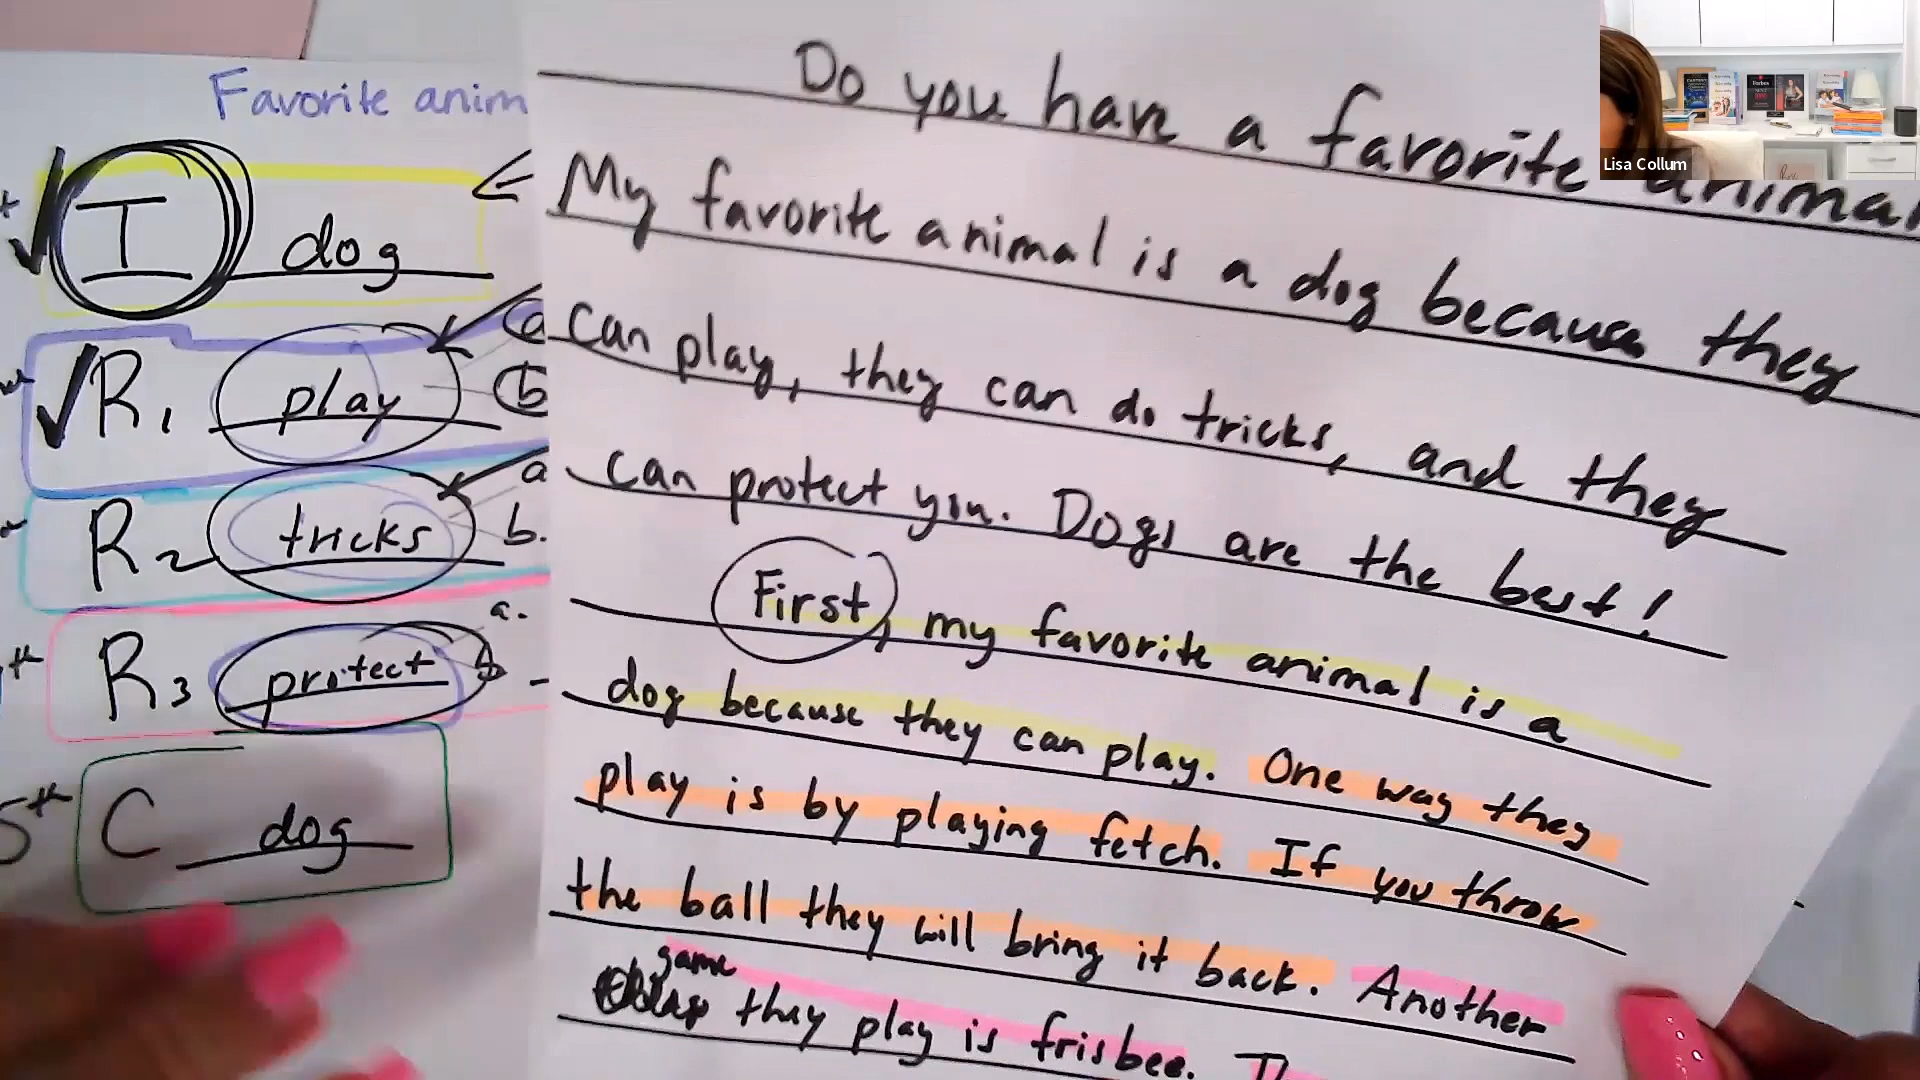 Favorite anim
I dog
R1 play a
b
R2 tricks a
b.
R3 protect a.
b
5th C dog
Do you have a favorite animal
My favorite animal is a dog because they
can play, they can do tricks, and they
can protect you. Dogs are the best!
First, my favorite animal is a
dog because they can play. One way they
play is by playing fetch. If you throw
the ball they will bring it back. Another
game
they play is frisbee.
Lisa Collum